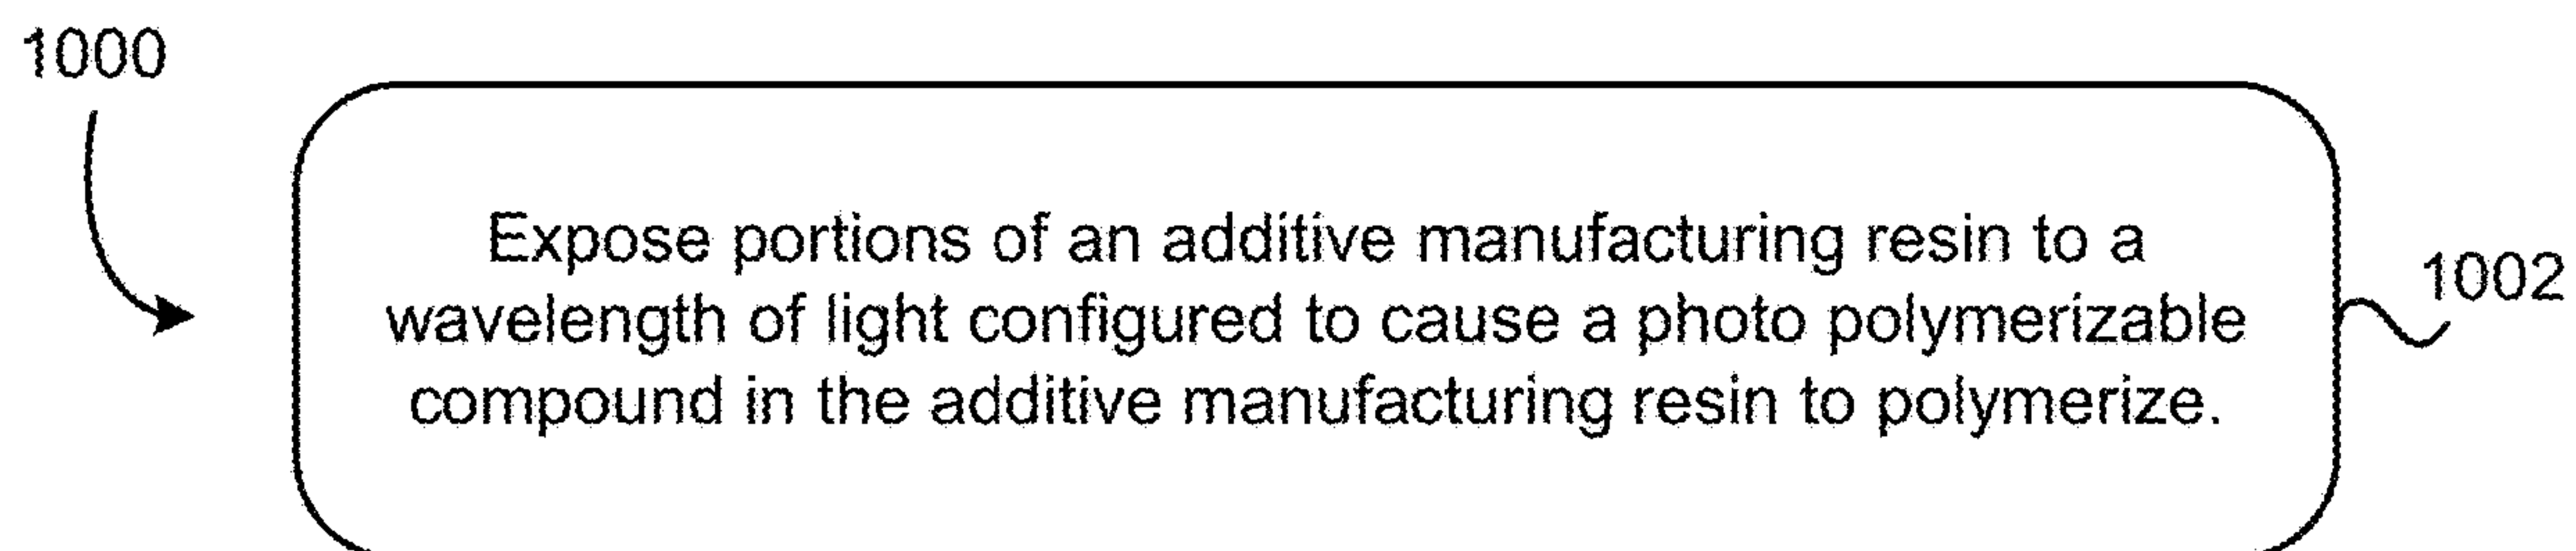 1000
Expose portions of an additive manufacturing resin to a
wavelength of light configured to cause a photo polymerizable
compound in the additive manufacturing resin to polymerize.
1002